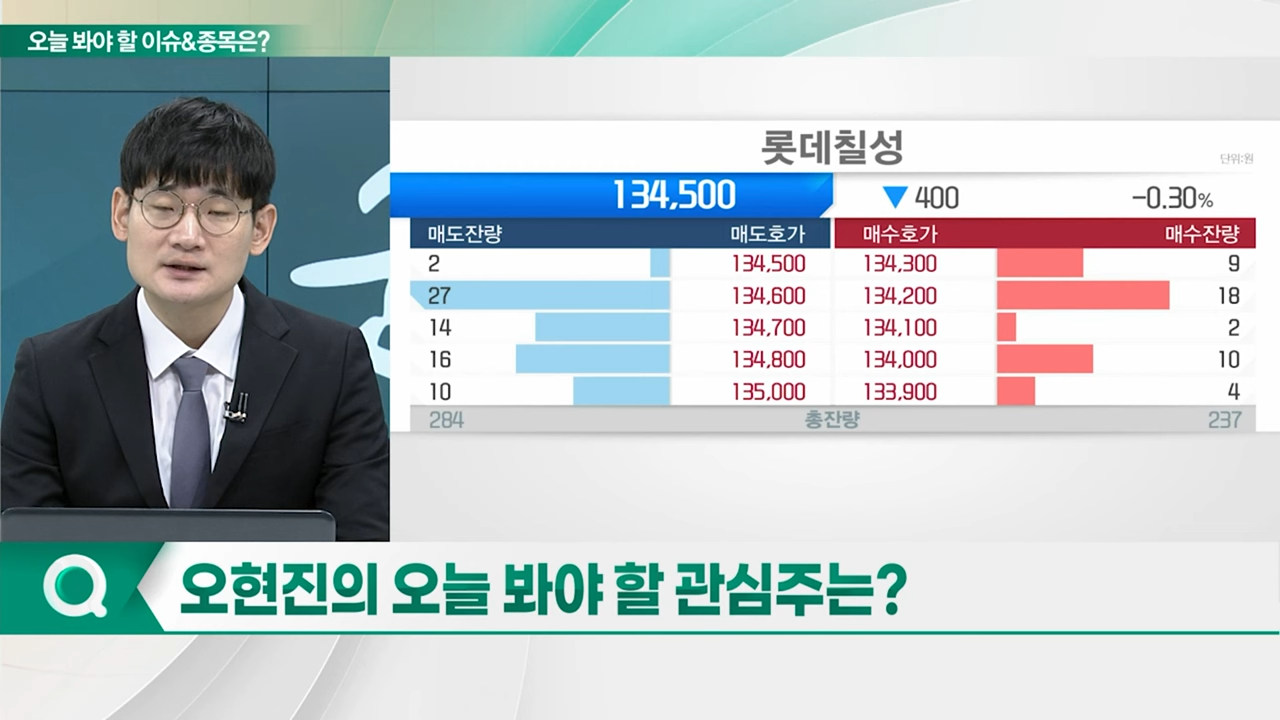 오늘 봐야 할 이슈&종목은?
롯데칠성
단위:원
134,500 ▼400 -0.30%
매도잔량 매도호가 매수호가 매수잔량
2 134,500 134,300 9
27 134,600 134,200 18
14 134,700 134,100 2
16 134,800 134,000 10
10 135,000 133,900 4
284 총잔량 237
오현진의 오늘 봐야 할 관심주는?